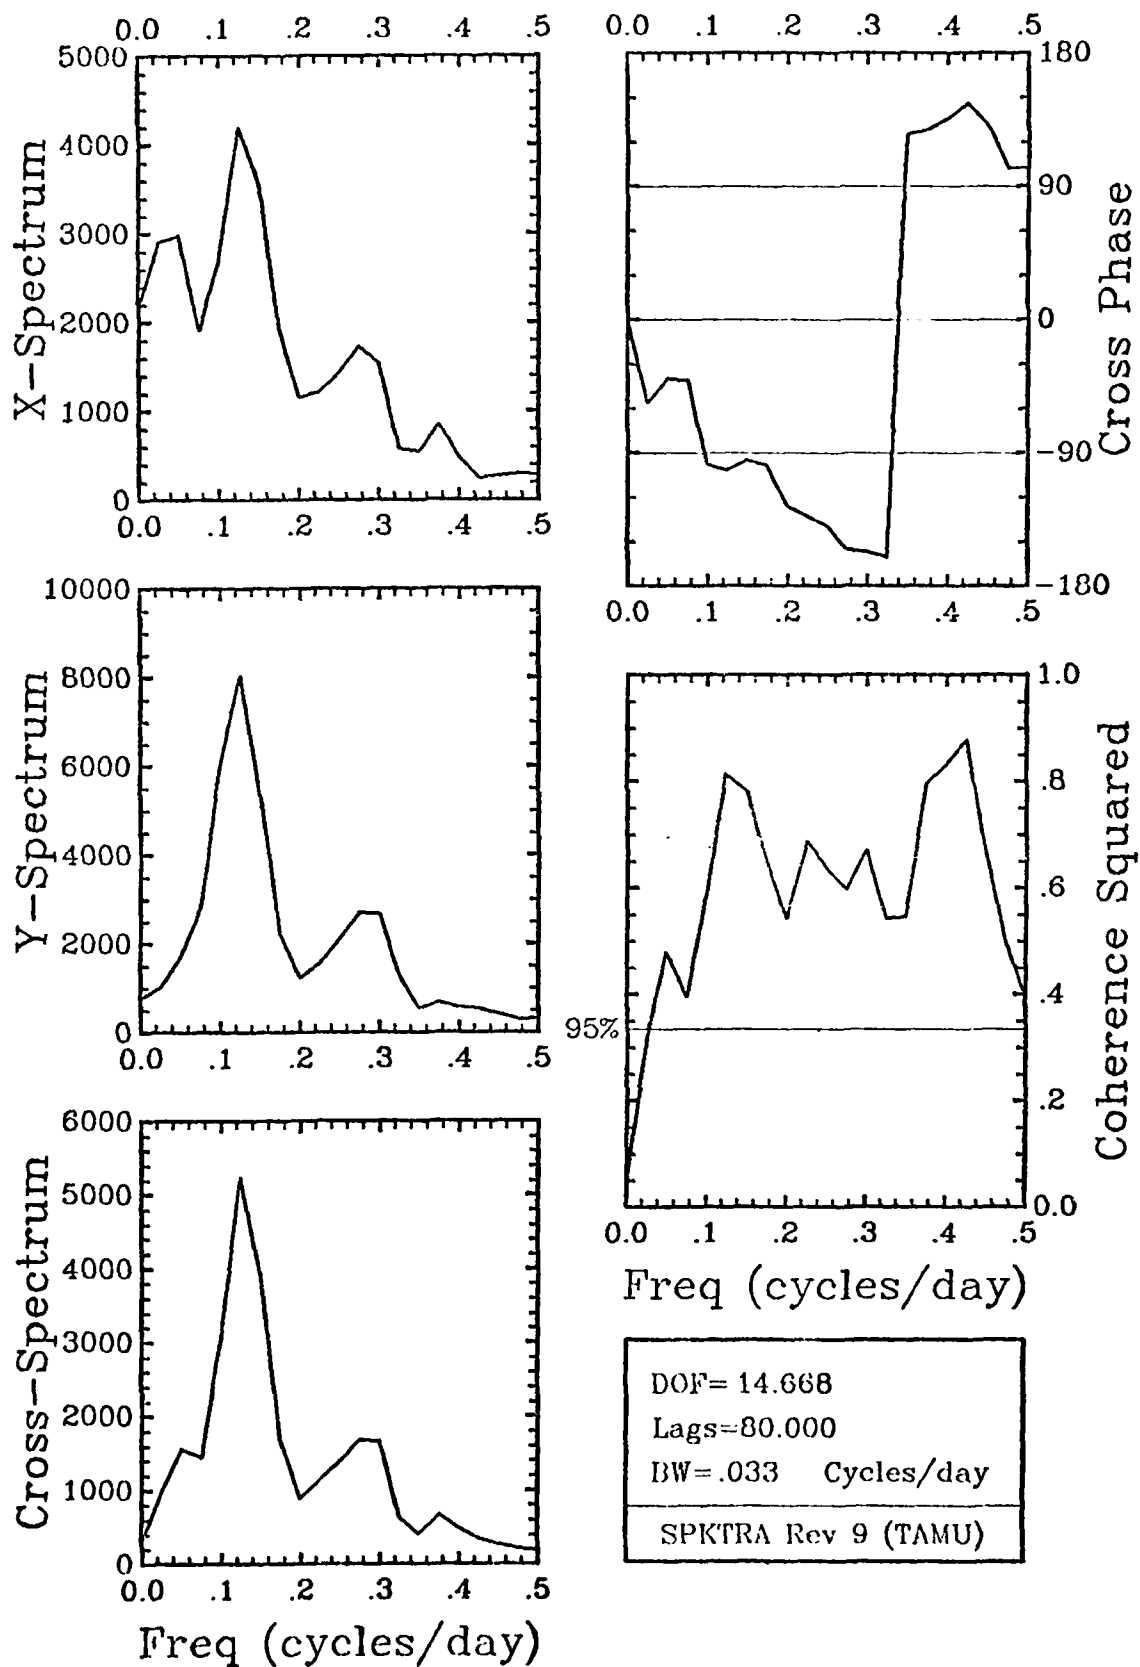 0.0 .1 .2 .3 .4 .5
5000
4000
3000
2000
1000
0
X-Spectrum
0.0 .1 .2 .3 .4 .5
10000
8000
6000
4000
2000
0
Y-Spectrum
0.0 .1 .2 .3 .4 .5
6000
5000
4000
3000
2000
1000
0
Cross-Spectrum
0.0 .1 .2 .3 .4 .5
Freq (cycles/day)
0.0 .1 .2 .3 .4 .5
180
90
0
-90
-180
Cross Phase
0.0 .1 .2 .3 .4 .5
1.0
.8
.6
.4
.2
0.0
95%
Coherence Squared
0.0 .1 .2 .3 .4 .5
Freq (cycles/day)
DOF= 14.668
Lags=80.000
BW=.033 Cycles/day
SPKTRA Rev 9 (TAMU)